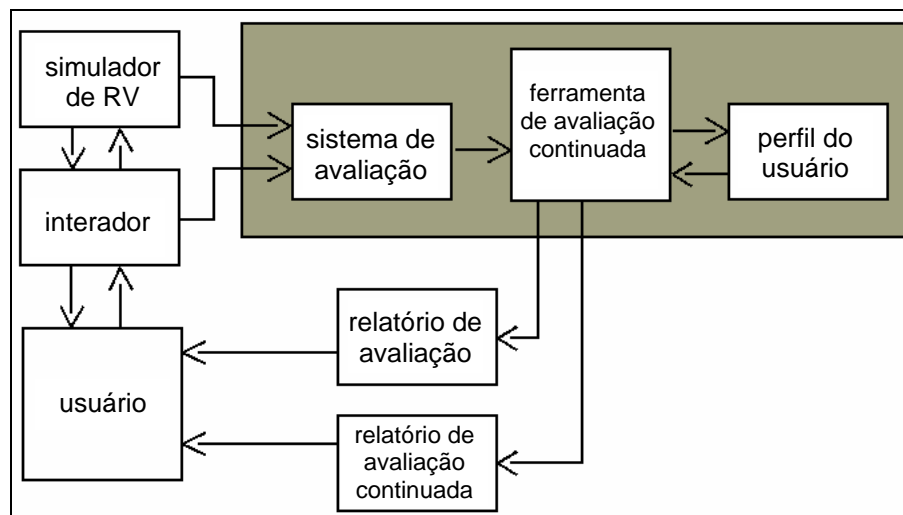 simulador
de RV
sistema de
avaliação
ferramenta
de avaliação
continuada
perfil do
usuário
interador
relatório de
avaliação
usuário
relatório de
avaliação
continuada